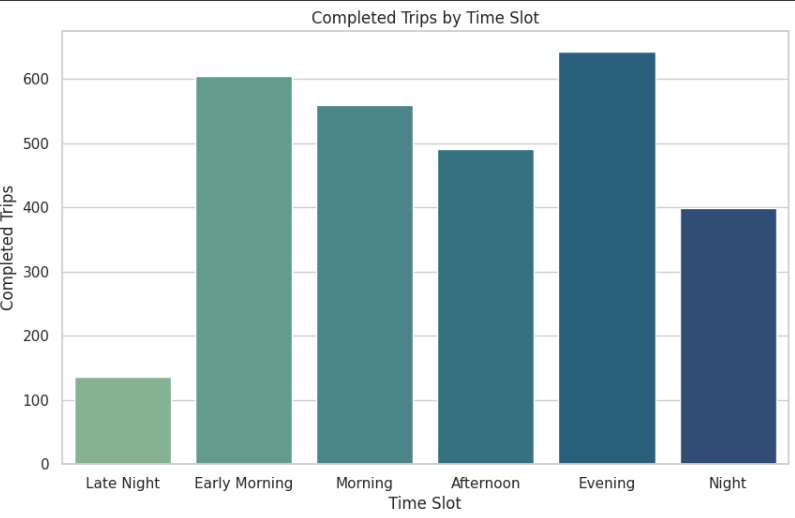 Completed Trips by Time Slot
Completed Trips
600
500
400
300
200
100
0
Late Night Early Morning Morning Afternoon Evening Night
Time Slot